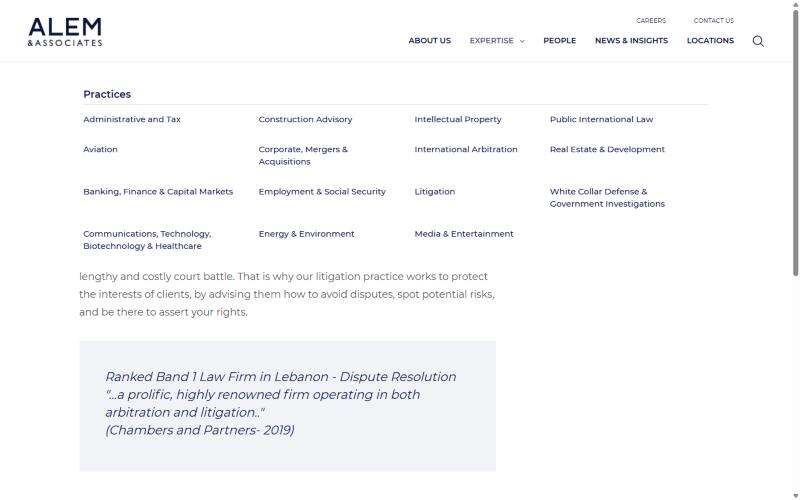 ALEM
&ASSOCIATES
CAREERS
CONTACT US
ABOUT US
EXPERTISE
PEOPLE
NEWS & INSIGHTS
LOCATIONS
Practices
Administrative and Tax
Construction Advisory
Intellectual Property
Public International Law
Aviation
Corporate, Mergers &
Acquisitions
International Arbitration
Real Estate & Development
Banking, Finance & Capital Markets
Employment & Social Security
Litigation
White Collar Defense &
Government Investigations
Communications, Technology,
Biotechnology & Healthcare
Energy & Environment
Media & Entertainment
lengthy and costly court battle. That is why our litigation practice works to protect
the interests of clients, by advising them how to avoid disputes, spot potential risks,
and be there to assert your rights.
Ranked Band 1 Law Firm in Lebanon - Dispute Resolution
"...a prolific, highly renowned firm operating in both
arbitration and litigation.."
(Chambers and Partners- 2019)